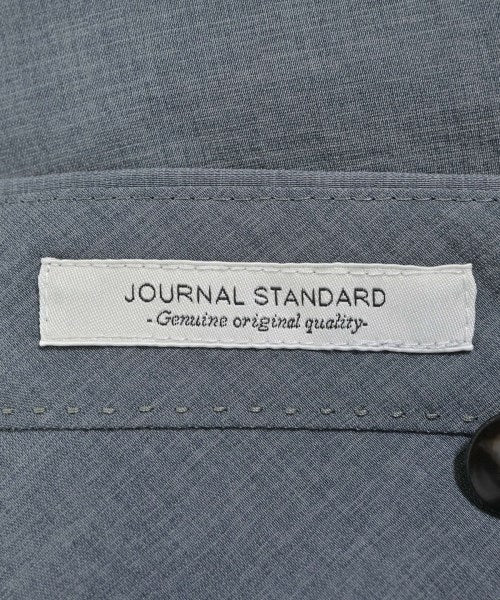 JOURNAL STANDARD
-Genuine original quality-